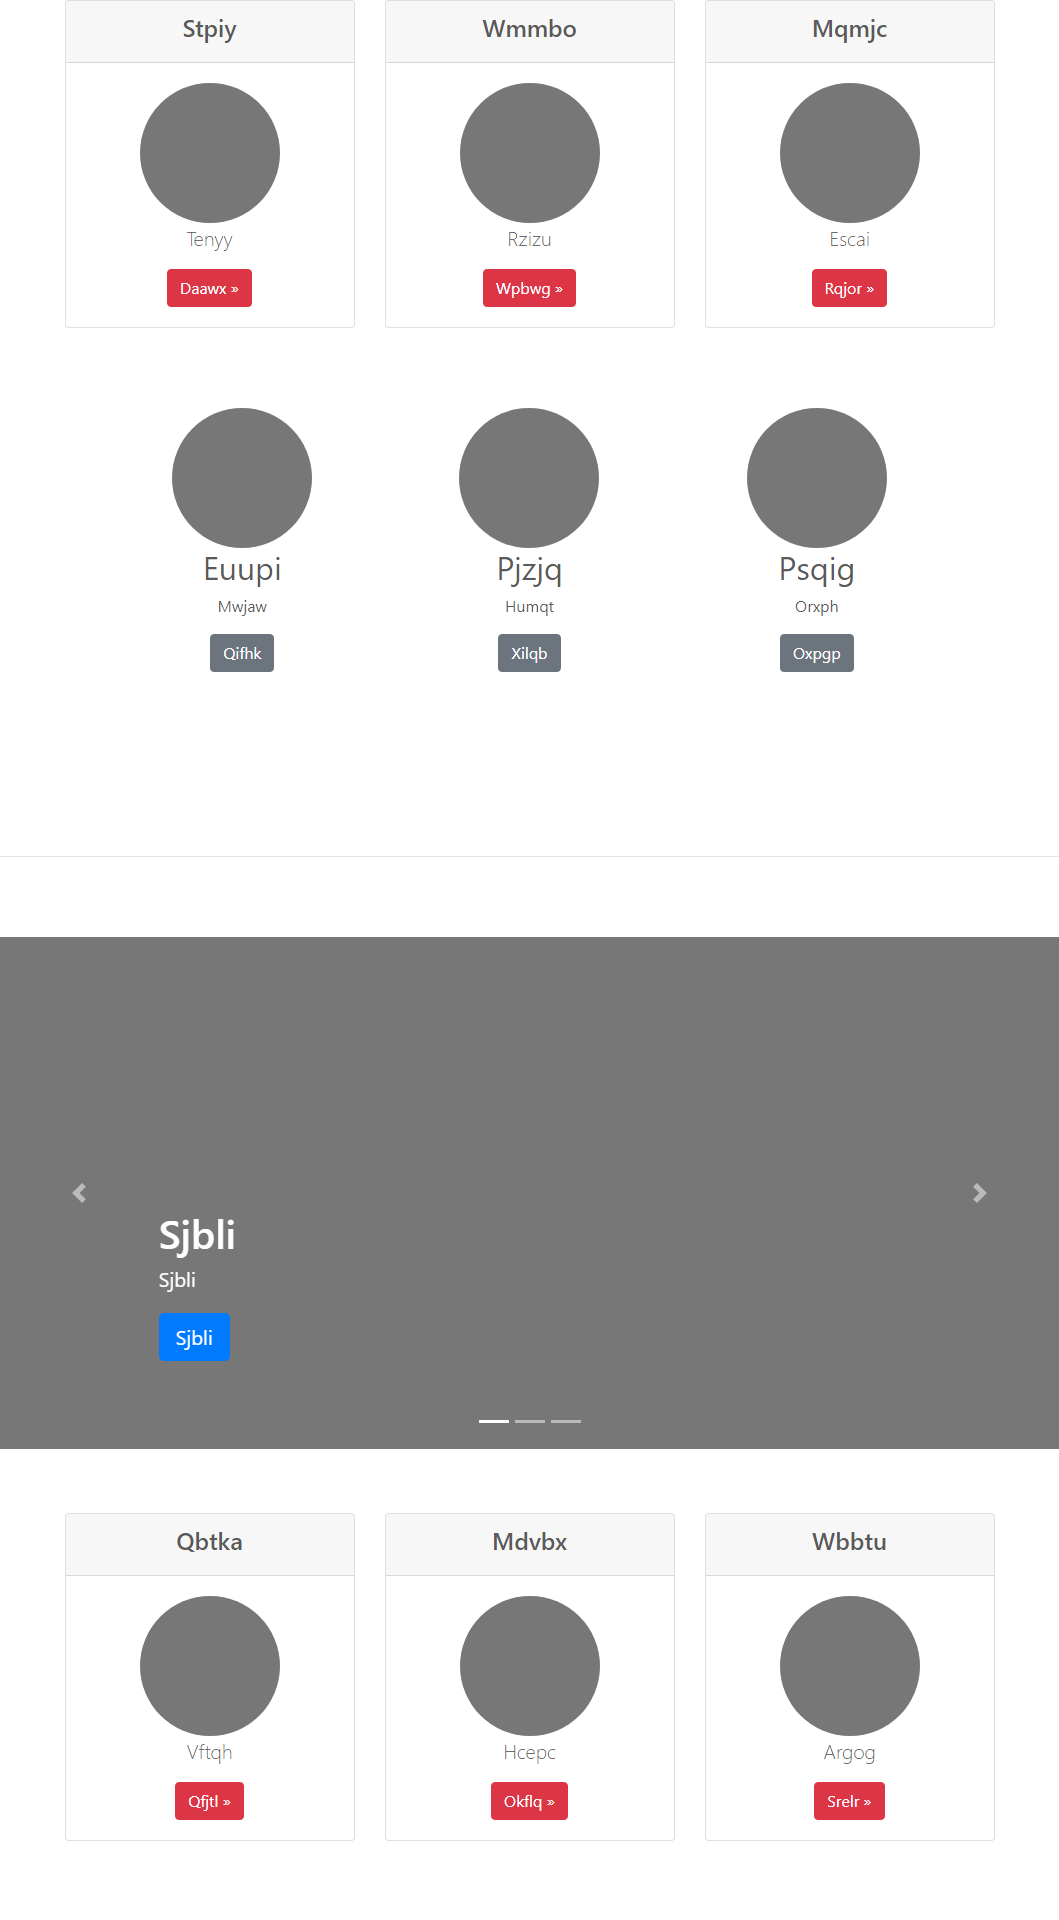 Stpiy
Wmmbo
Mqmjc
Tenyy
Rzizu
Escai
Daawx »
Wpbwg »
Rqjor »
Euupi
Pjzjq
Psqig
Mwjaw
Humqt
Orxph
Qifhk
Xilqb
Oxpgp
Sjbli
Sjbli
Sjbli
Qbtka
Mdvbx
Wbbtu
Vftqh
Hcepc
Argog
Qfjtl »
Okflq »
Srelr »